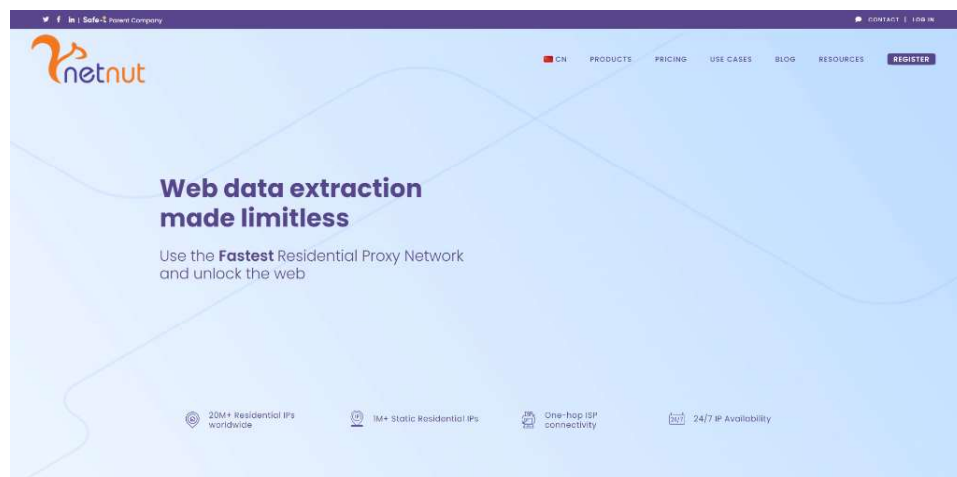 in | Safe-T Parent Company
CONTACT | LOG IN
netnut
CN PRODUCTS PRICING USE CASES BLOG RESOURCES REGISTER
Web data extraction
made limitless
Use the Fastest Residential Proxy Network
and unlock the web
20M+ Residential IPs
worldwide
1M+ Static Residential IPs
One-hop ISP
connectivity
24/7 IP Availability